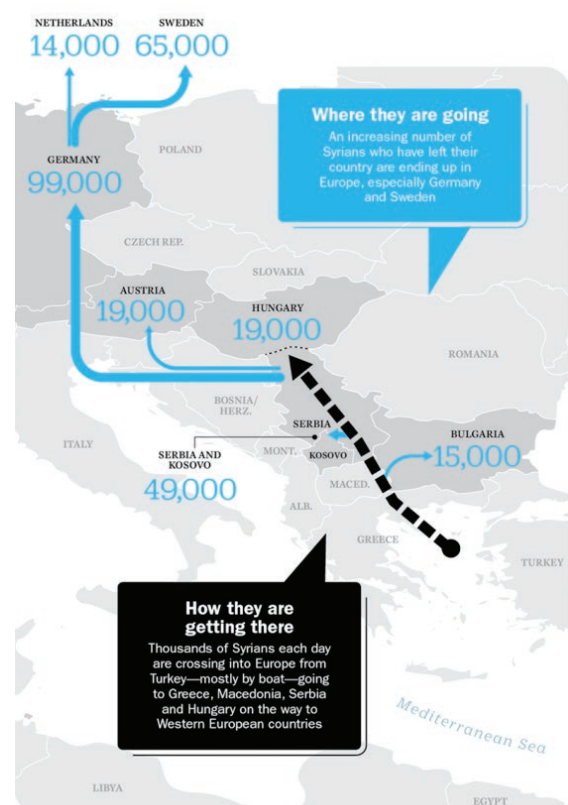 NETHERLANDS
14,000
SWEDEN
65,000
GERMANY
99,000
POLAND
Where they are going
An increasing number of
Syrians who have left their
country are ending up in
Europe, especially Germany
and Sweden
CZECH REP.
SLOVAKIA
AUSTRIA
19,000
HUNGARY
19,000
ROMANIA
BOSNIA/
HERZ.
SERBIA
ITALY
SERBIA AND
KOSOVO
49,000
MONT.
KOSOVO
BULGARIA
15,000
MACED.
ALB.
GREECE
TURKEY
How they are
getting there
Thousands of Syrians each day
are crossing into Europe from
Turkey—mostly by boat—going
to Greece, Macedonia, Serbia
and Hungary on the way to
Western European countries
Mediterranean Sea
LIBYA
EGYPT